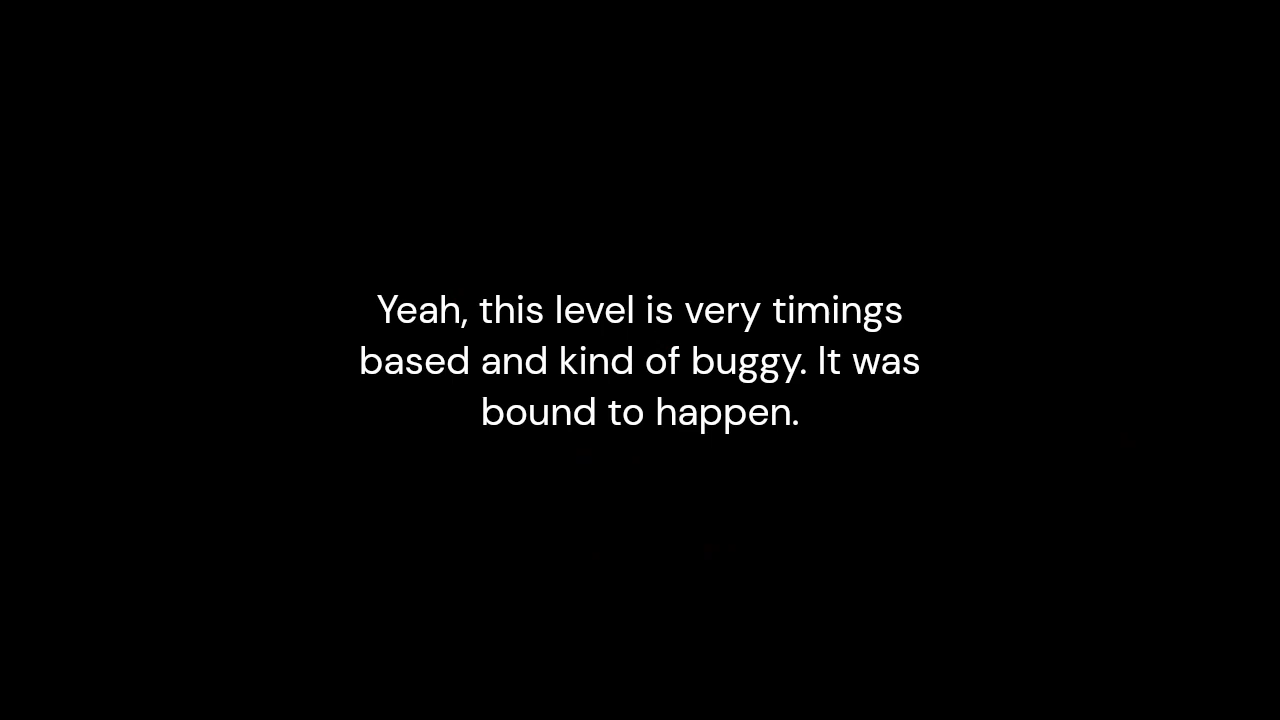 Yeah, this level is very timings
based and kind of buggy. It was
bound to happen.